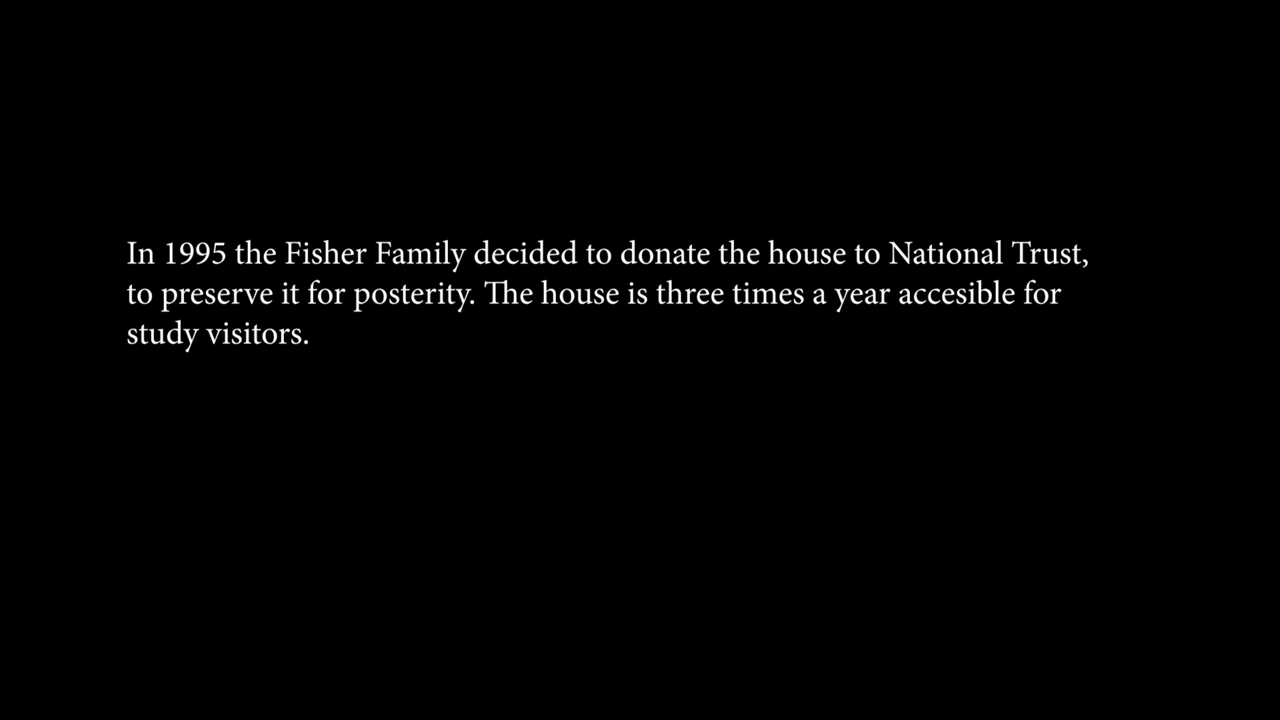 In 1995 the Fisher Family decided to donate the house to National Trust,
to preserve it for posterity. The house is three times a year accesible for
study visitors.